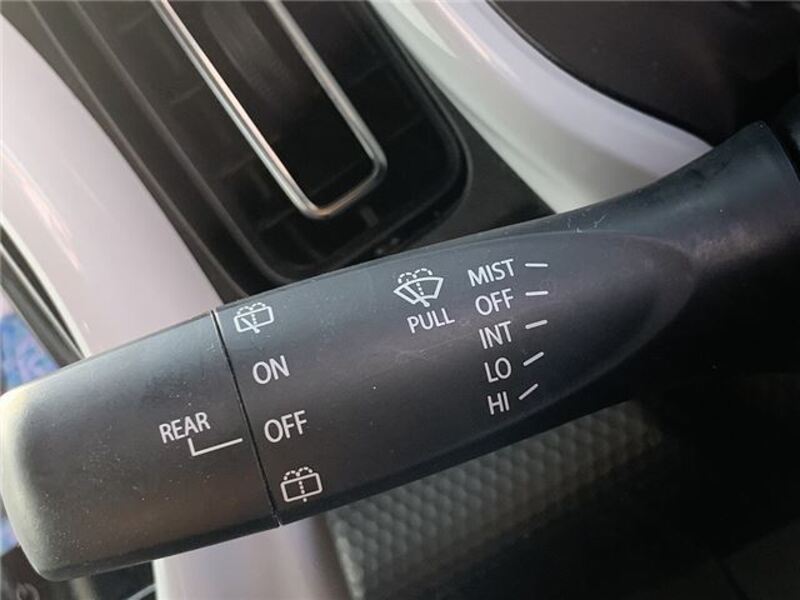 REAR
ON
OFF
PULL
MIST
OFF
INT
LO
HI